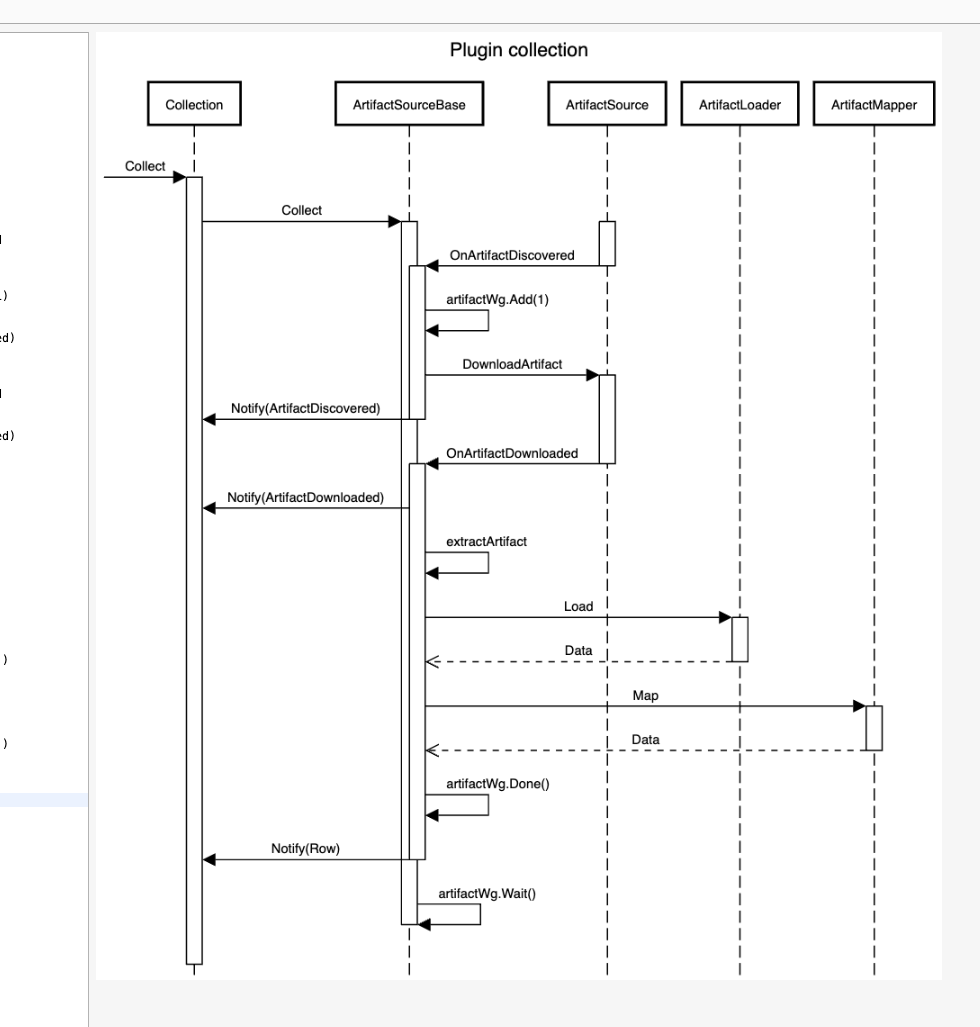 Plugin collection
Collection
ArtifactSourceBase
ArtifactSource
ArtifactLoader
ArtifactMapper
Collect
Collect
OnArtifactDiscovered
artifactWg.Add(1)
DownloadArtifact
Notify(ArtifactDiscovered)
OnArtifactDownloaded
Notify(ArtifactDownloaded)
extractArtifact
Load
Data
Map
Data
artifactWg.Done()
Notify(Row)
artifactWg.Wait()